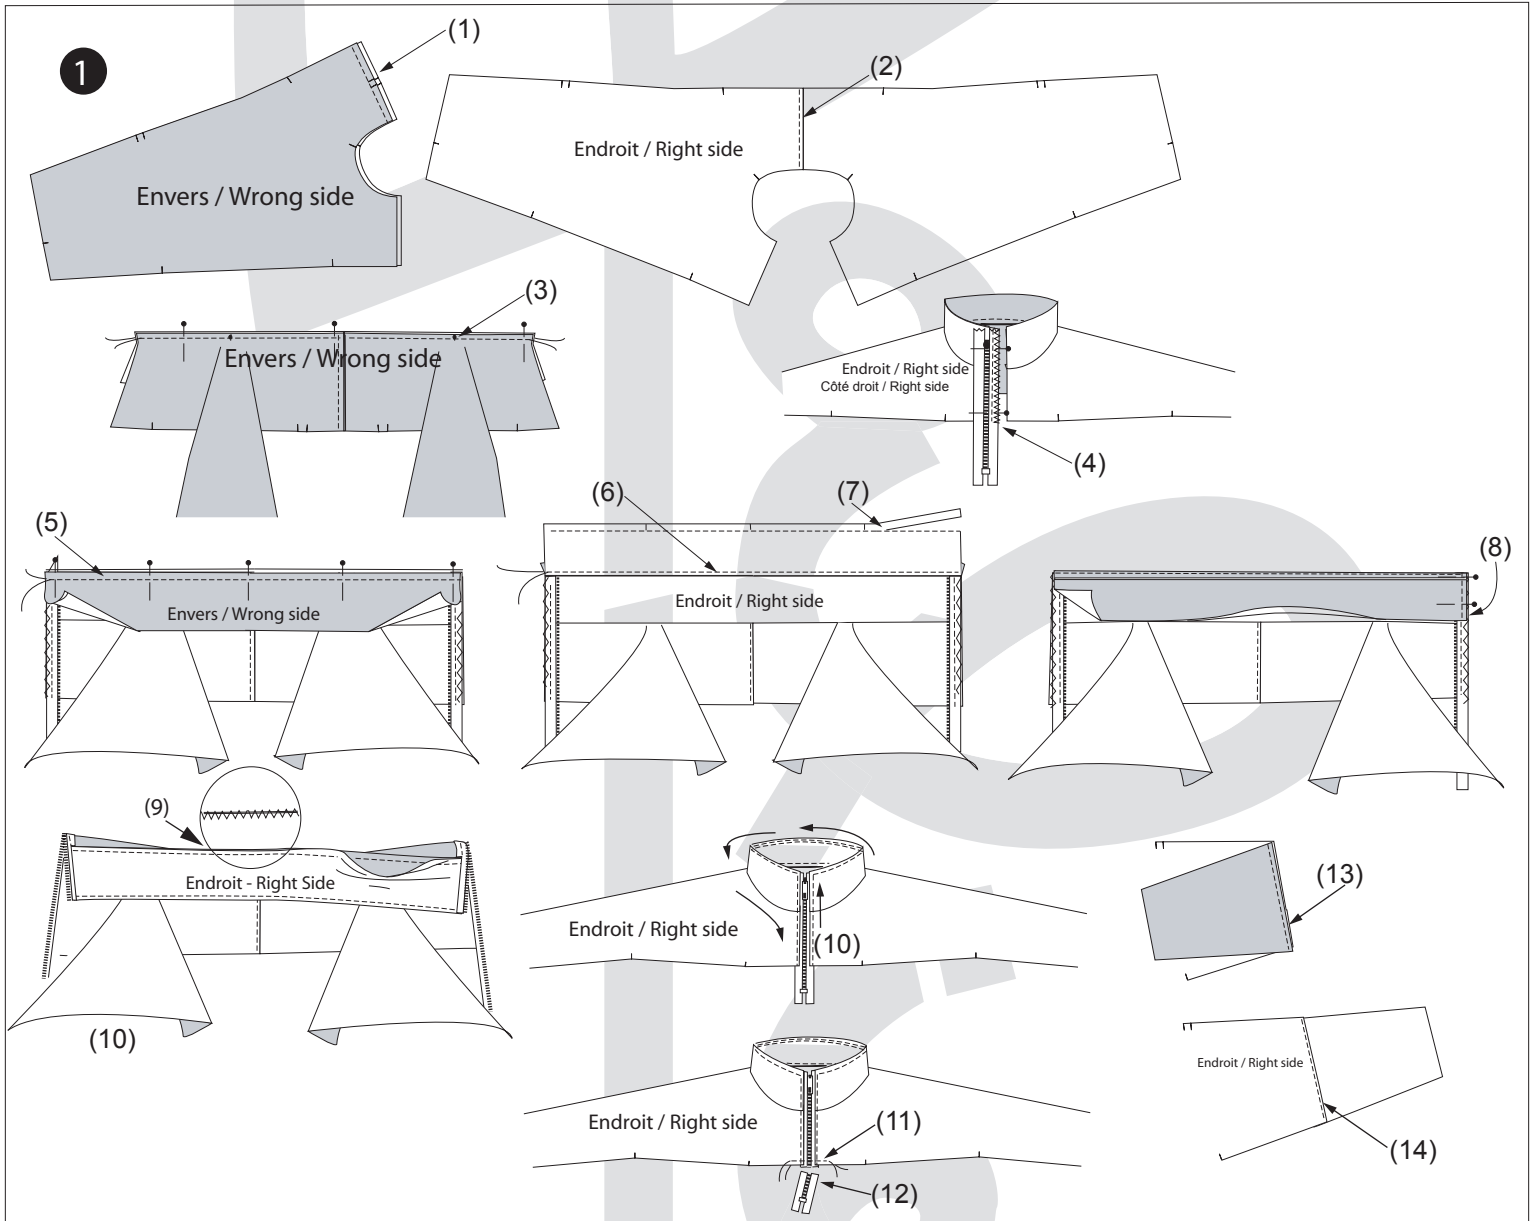 1
(1)
(2)
Endroit / Right side
Envers / Wrong side
(3)
Envers / Wrong side
Endroit / Right side
Côté droit / Right side
(4)
(5)
Envers / Wrong side
(6)
(7)
Endroit / Right side
(8)
(9)
Endroit - Right Side
(10)
Endroit / Right side
(10)
(13)
Endroit / Right side
(11)
(12)
Endroit / Right side
(14)